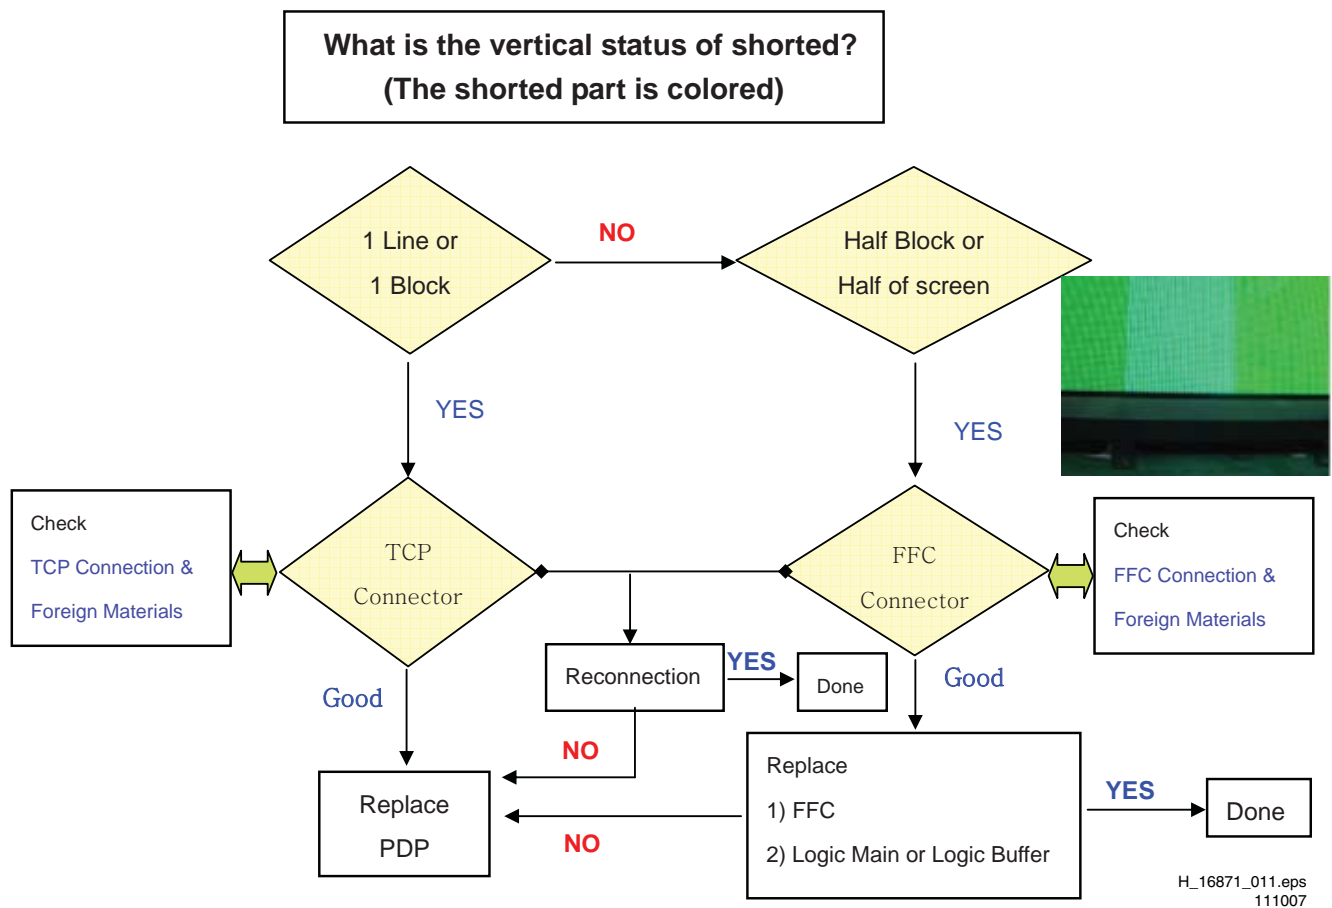 What is the vertical status of shorted?
(The shorted part is colored)
1 Line or
1 Block
NO
Half Block or
Half of screen
YES
YES
Check
TCP Connection &
Foreign Materials
TCP
Connector
FFC
Connector
Check
FFC Connection &
Foreign Materials
Reconnection
YES
Done
Good
Good
NO
Replace
PDP
NO
Replace
1) FFC
2) Logic Main or Logic Buffer
YES
Done
H_16871_011.eps
111007